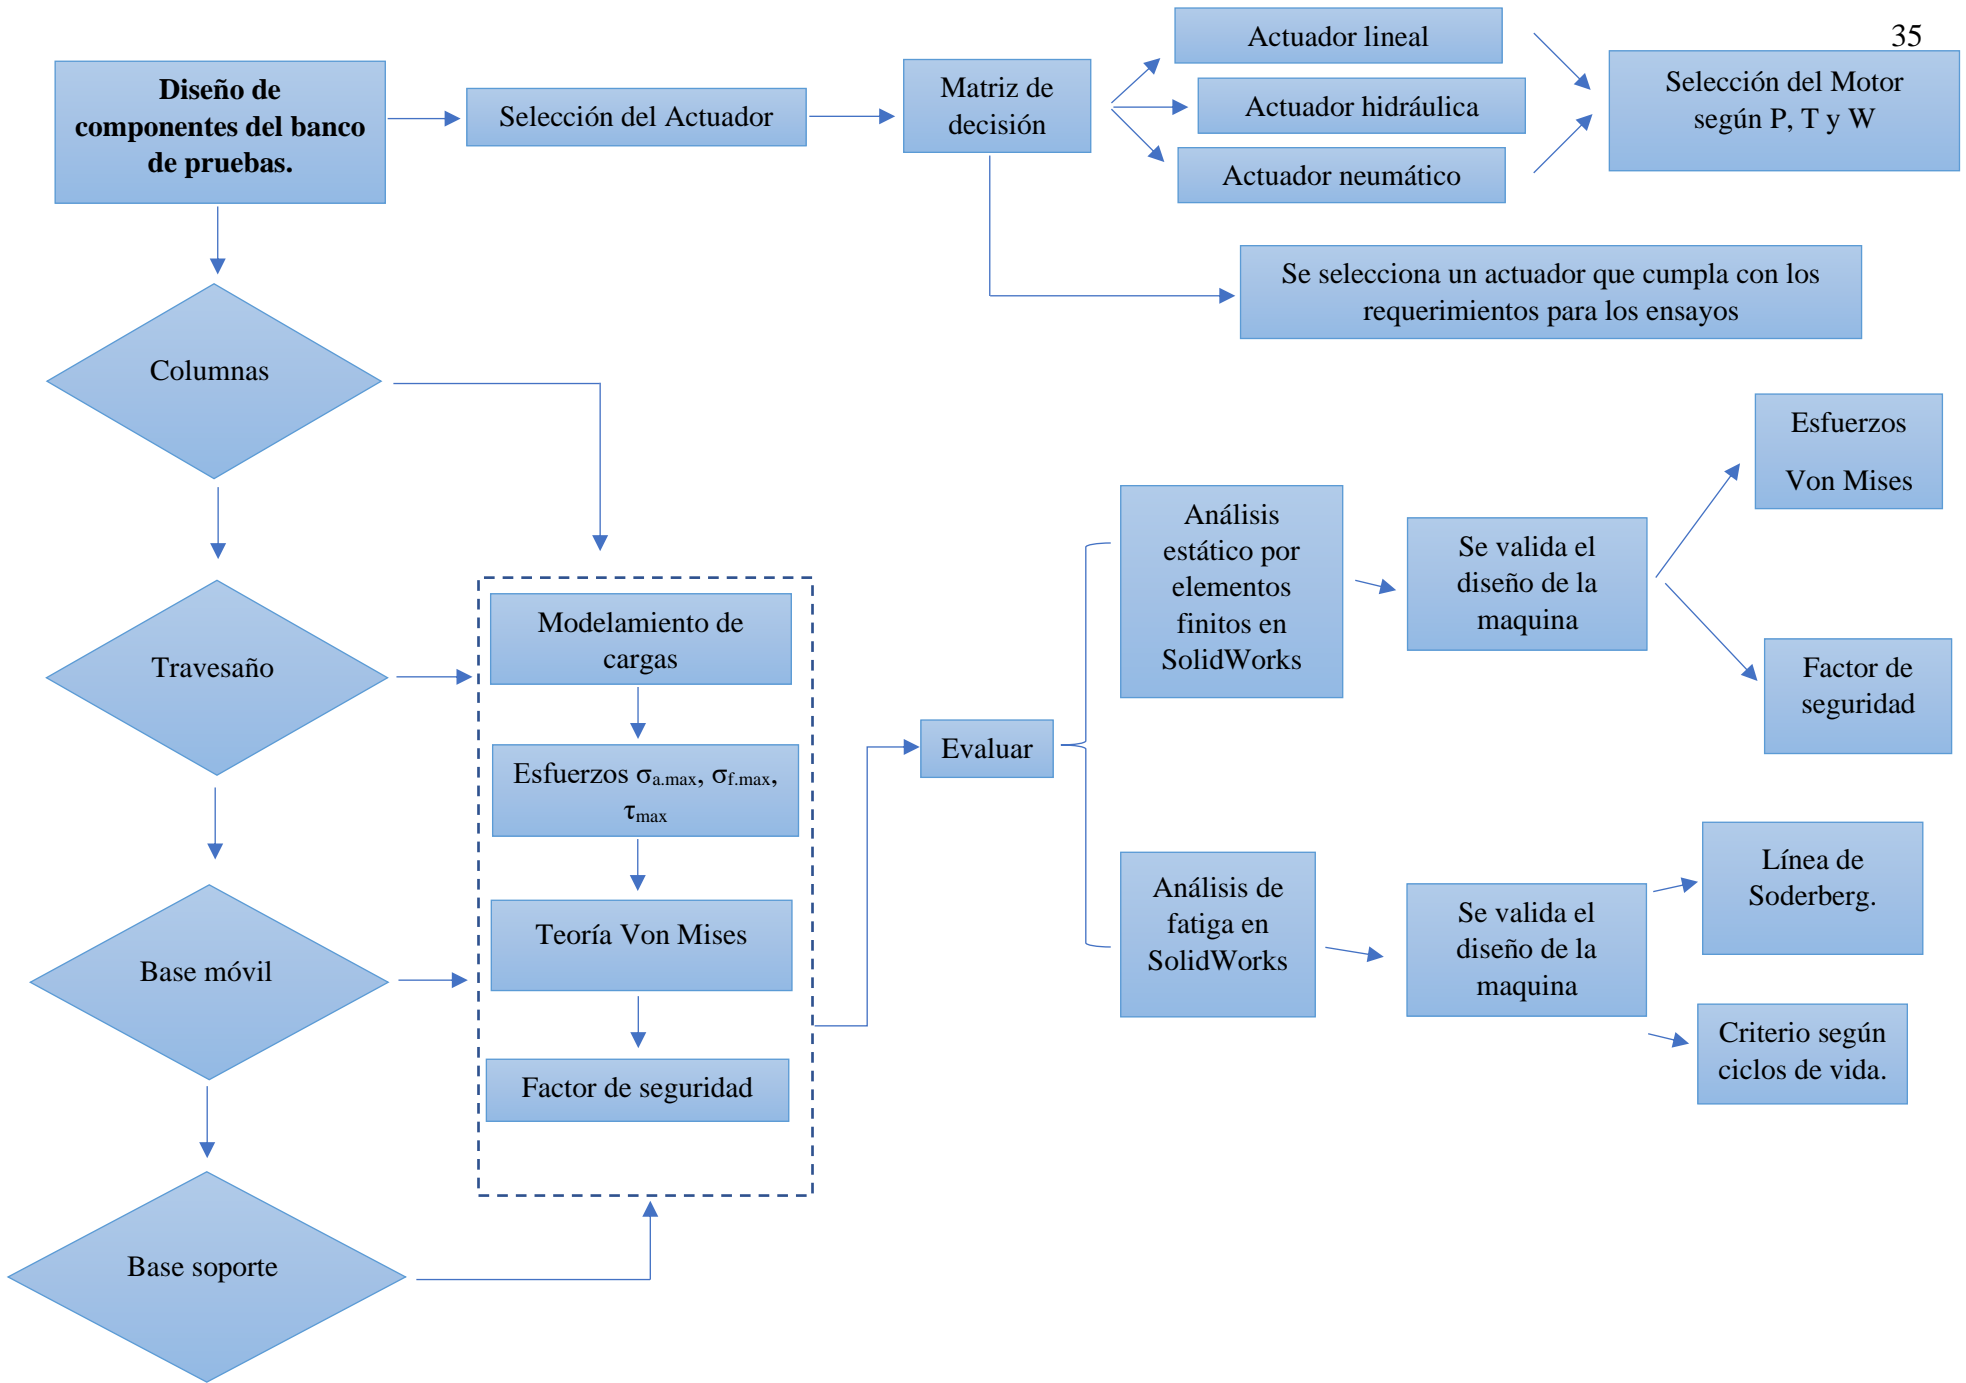 35
Diseño de
componentes del banco
de pruebas.
Selección del Actuador
Matriz de
decisión
Actuador lineal
Actuador hidráulica
Actuador neumático
Selección del Motor
según P, T y W
Se selecciona un actuador que cumpla con los
requerimientos para los ensayos
Columnas
Travesaño
Base móvil
Base soporte
Modelamiento de
cargas
Esfuerzos σa.max, σf.max,
τmax
Teoría Von Mises
Factor de seguridad
Evaluar
Análisis
estático por
elementos
finitos en
SolidWorks
Se valida el
diseño de la
maquina
Esfuerzos
Von Mises
Factor de
seguridad
Análisis de
fatiga en
SolidWorks
Se valida el
diseño de la
maquina
Línea de
Soderberg.
Criterio según
ciclos de vida.